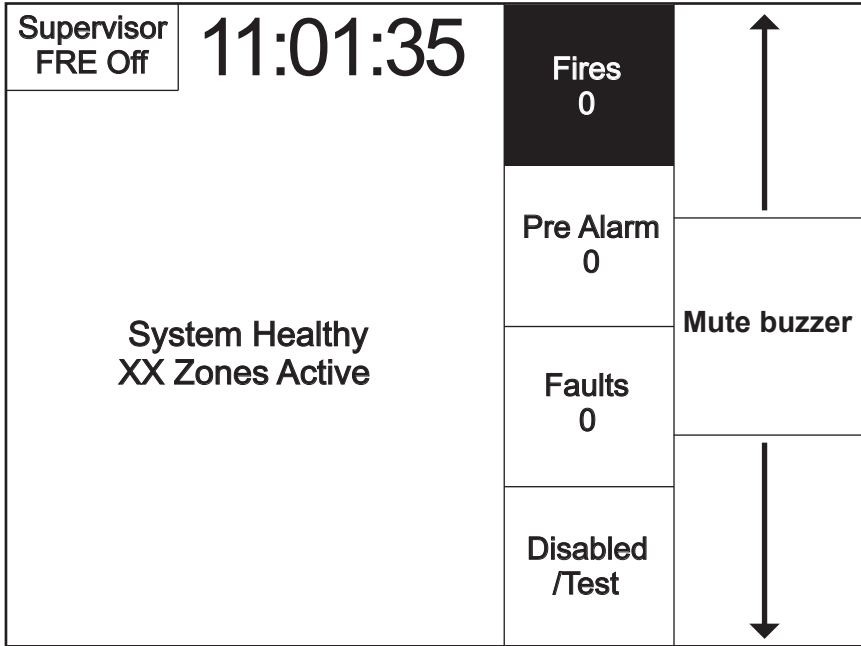 Supervisor
FRE Off
11:01:35
Fires
0
Pre Alarm
0
Mute buzzer
System Healthy
XX Zones Active
Faults
0
Disabled
/Test